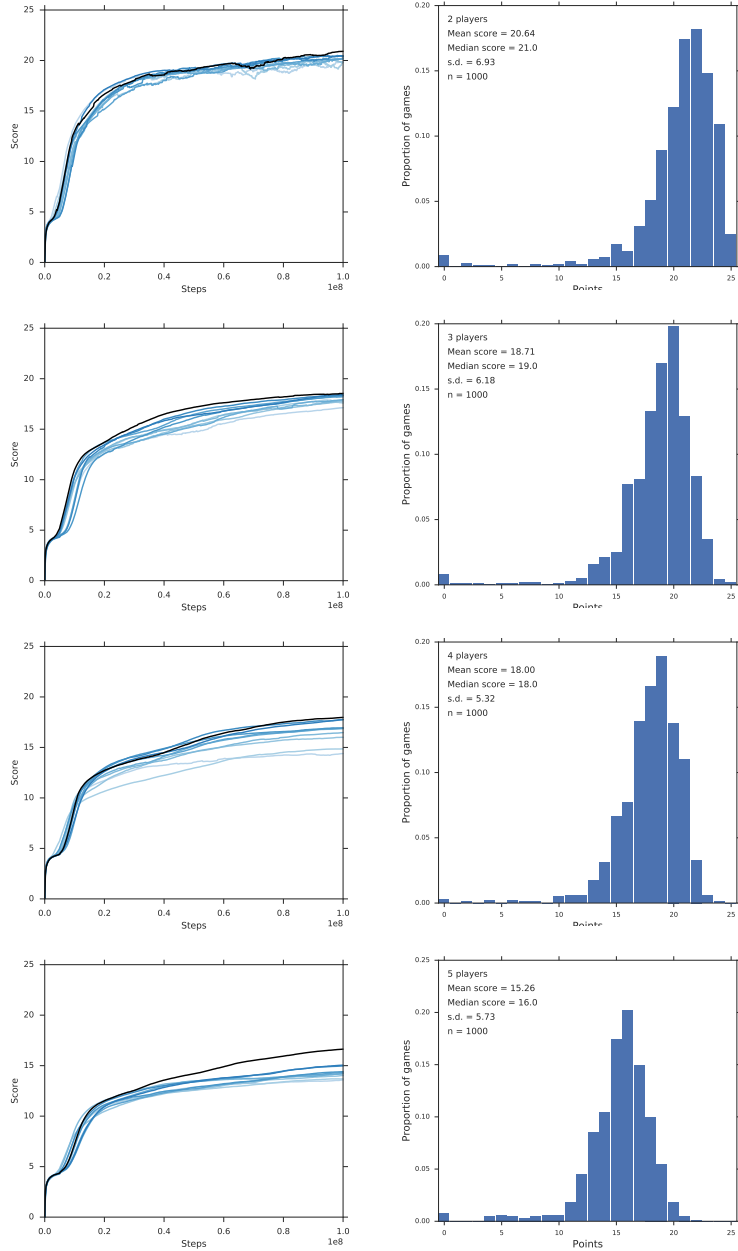 25
20
15
10
5
0
Score
0.0 0.2 0.4 0.6 0.8 1.0
1e8
Steps
0.20
0.15
0.10
0.05
0.00
Proportion of games
2 players
Mean score = 20.64
Median score = 21.0
s.d. = 6.93
n = 1000
0 5 10 15 20 25
Points
25
20
15
10
5
0
Score
0.0 0.2 0.4 0.6 0.8 1.0
1e8
Steps
0.20
0.15
0.10
0.05
0.00
Proportion of games
3 players
Mean score = 18.71
Median score = 19.0
s.d. = 6.18
n = 1000
0 5 10 15 20 25
Points
25
20
15
10
5
0
Score
0.0 0.2 0.4 0.6 0.8 1.0
1e8
Steps
0.20
0.15
0.10
0.05
0.00
Proportion of games
4 players
Mean score = 18.00
Median score = 18.0
s.d. = 5.32
n = 1000
0 5 10 15 20 25
Points
25
20
15
10
5
0
Score
0.0 0.2 0.4 0.6 0.8 1.0
1e8
Steps
0.25
0.20
0.15
0.10
0.05
0.00
Proportion of games
5 players
Mean score = 15.26
Median score = 16.0
s.d. = 5.73
n = 1000
0 5 10 15 20 25
Points